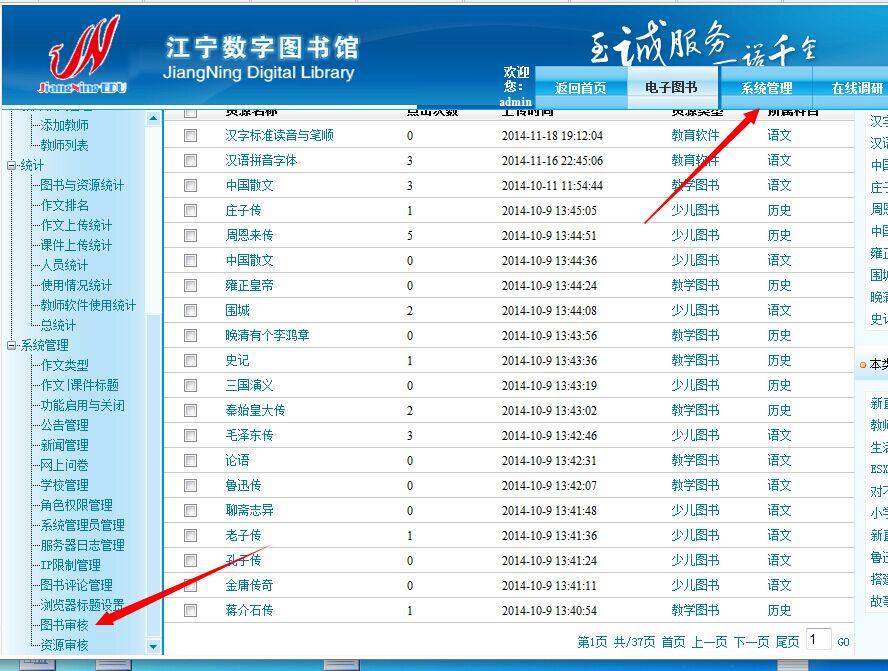 JiangNing EDU
江宁数字图书馆
JiangNing Digital Library
至诚服务 一诺千金
欢迎
您:
admin
返回首页 电子图书 系统管理 在线调研
添加教师
教师列表
统计
图书与资源统计
作文排名
作文上传统计
课件上传统计
人员统计
使用情况统计
教师软件使用统计
总统计
系统管理
作文类型
作文|课件标题
功能启用与关闭
公告管理
新闻管理
网上问卷
学校管理
角色权限管理
系统管理员管理
服务器日志管理
IP限制管理
图书评论管理
浏览器标题设置
图书审核
资源审核
资源名称 点击次数 上传时间 资源类型 所属科目
汉字标准读音与笔顺 0 2014-11-18 19:12:04 教育软件 语文
汉语拼音字体 3 2014-11-16 22:45:06 教育软件 语文
中国散文 3 2014-10-11 11:54:44 教学图书 语文
庄子传 1 2014-10-9 13:45:05 少儿图书 历史
周恩来传 5 2014-10-9 13:44:51 少儿图书 历史
中国散文 0 2014-10-9 13:44:36 少儿图书 语文
雍正皇帝 0 2014-10-9 13:44:24 教学图书 历史
围城 2 2014-10-9 13:44:08 少儿图书 语文
晚清有个李鸿章 0 2014-10-9 13:43:56 教学图书 历史
史记 1 2014-10-9 13:43:36 教学图书 历史
三国演义 0 2014-10-9 13:43:19 少儿图书 语文
秦始皇大传 2 2014-10-9 13:43:02 教学图书 历史
毛泽东传 3 2014-10-9 13:42:46 少儿图书 语文
论语 0 2014-10-9 13:42:31 教学图书 语文
鲁迅传 0 2014-10-9 13:42:07 教学图书 语文
聊斋志异 0 2014-10-9 13:41:48 少儿图书 语文
老子传 1 2014-10-9 13:41:36 少儿图书 语文
孔子传 0 2014-10-9 13:41:24 少儿图书 语文
金庸传奇 0 2014-10-9 13:41:11 少儿图书 语文
蒋介石传 1 2014-10-9 13:40:54 教学图书 历史
第1页 共/37页 首页 上一页 下一页 尾页 1 GO
汉字
汉语
中国
庄子
周恩
中国
雍正
围城
晚清
史记
本类
新
教师
生活
ESX
对
小学
新
鲁迅
搭建
故事